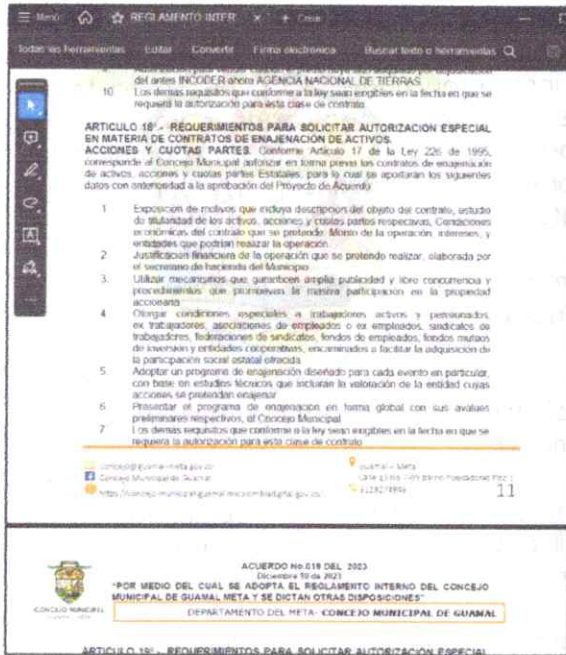 Menú
REGLAMENTO INTER
+ Crear
Todas las herramientas Editar Convertir Firma electrónica Buscar texto o herramientas
del antes INCODER ahora AGENCIA NACIONAL DE TIERRAS.
10. Los demás requisitos que conforme a la ley sean exigibles en la fecha en que se
requiera la autorización para esta clase de contrato.
ARTICULO 18°.- REQUERIMIENTOS PARA SOLICITAR AUTORIZACIÓN ESPECIAL
EN MATERIA DE CONTRATOS DE ENAJENACIÓN DE ACTIVOS.
ACCIONES Y CUOTAS PARTES. Conforme Artículo 17 de la Ley 226 de 1995,
corresponde al Concejo Municipal autorizar en forma previa los contratos de enajenación
de activos, acciones y cuotas partes Estatales, para lo cual se aportarán los siguientes
datos con anterioridad a la aprobación del Proyecto de Acuerdo:
1. Exposición de motivos que incluya descripción del objeto del contrato, estudio
de titularidad de los activos, acciones y cuotas partes respectivas, Condiciones
económicas del contrato que se pretende. Monto de la operación, intereses, y
entidades que podrían realizar la operación.
2. Justificación financiera de la operación que se pretende realizar, elaborada por
el secretario de hacienda del Municipio.
3. Utilizar mecanismos que garanticen amplia publicidad y libre concurrencia y
procedimientos que promuevan la masiva participación en la propiedad
accionaria.
4. Otorgar condiciones especiales a trabajadores activos y pensionados,
ex trabajadores, asociaciones de empleados o ex empleados, sindicatos de
trabajadores, federaciones de sindicatos, fondos de empleados, fondos mutuos
de inversión y entidades cooperativas, encaminados a facilitar la adquisición de
la participación social estatal ofrecida.
5. Adoptar un programa de enajenación diseñado para cada evento en particular,
con base en estudios técnicos que incluirán la valoración de la entidad cuyas
acciones se pretendan enajenar.
6. Presentar el programa de enajenación en forma global con sus avalúos
preliminares respectivos, al Concejo Municipal.
7. Los demás requisitos que conforme a la ley sean exigibles en la fecha en que se
requiera la autorización para esta clase de contrato.
concejo@guamal-meta.gov.co
Concejo Municipal de Guamal
Guamal - Meta
11
ACUERDO No.018 DEL 2023
Diciembre 10 de 2023
"POR MEDIO DEL CUAL SE ADOPTA EL REGLAMENTO INTERNO DEL CONCEJO
MUNICIPAL DE GUAMAL META Y SE DICTAN OTRAS DISPOSICIONES"
CONCEJO MUNICIPAL
DEPARTAMENTO DEL META- CONCEJO MUNICIPAL DE GUAMAL
ARTICULO 19°.- REQUERIMIENTOS PARA SOLICITAR AUTORIZACIÓN ESPECIAL